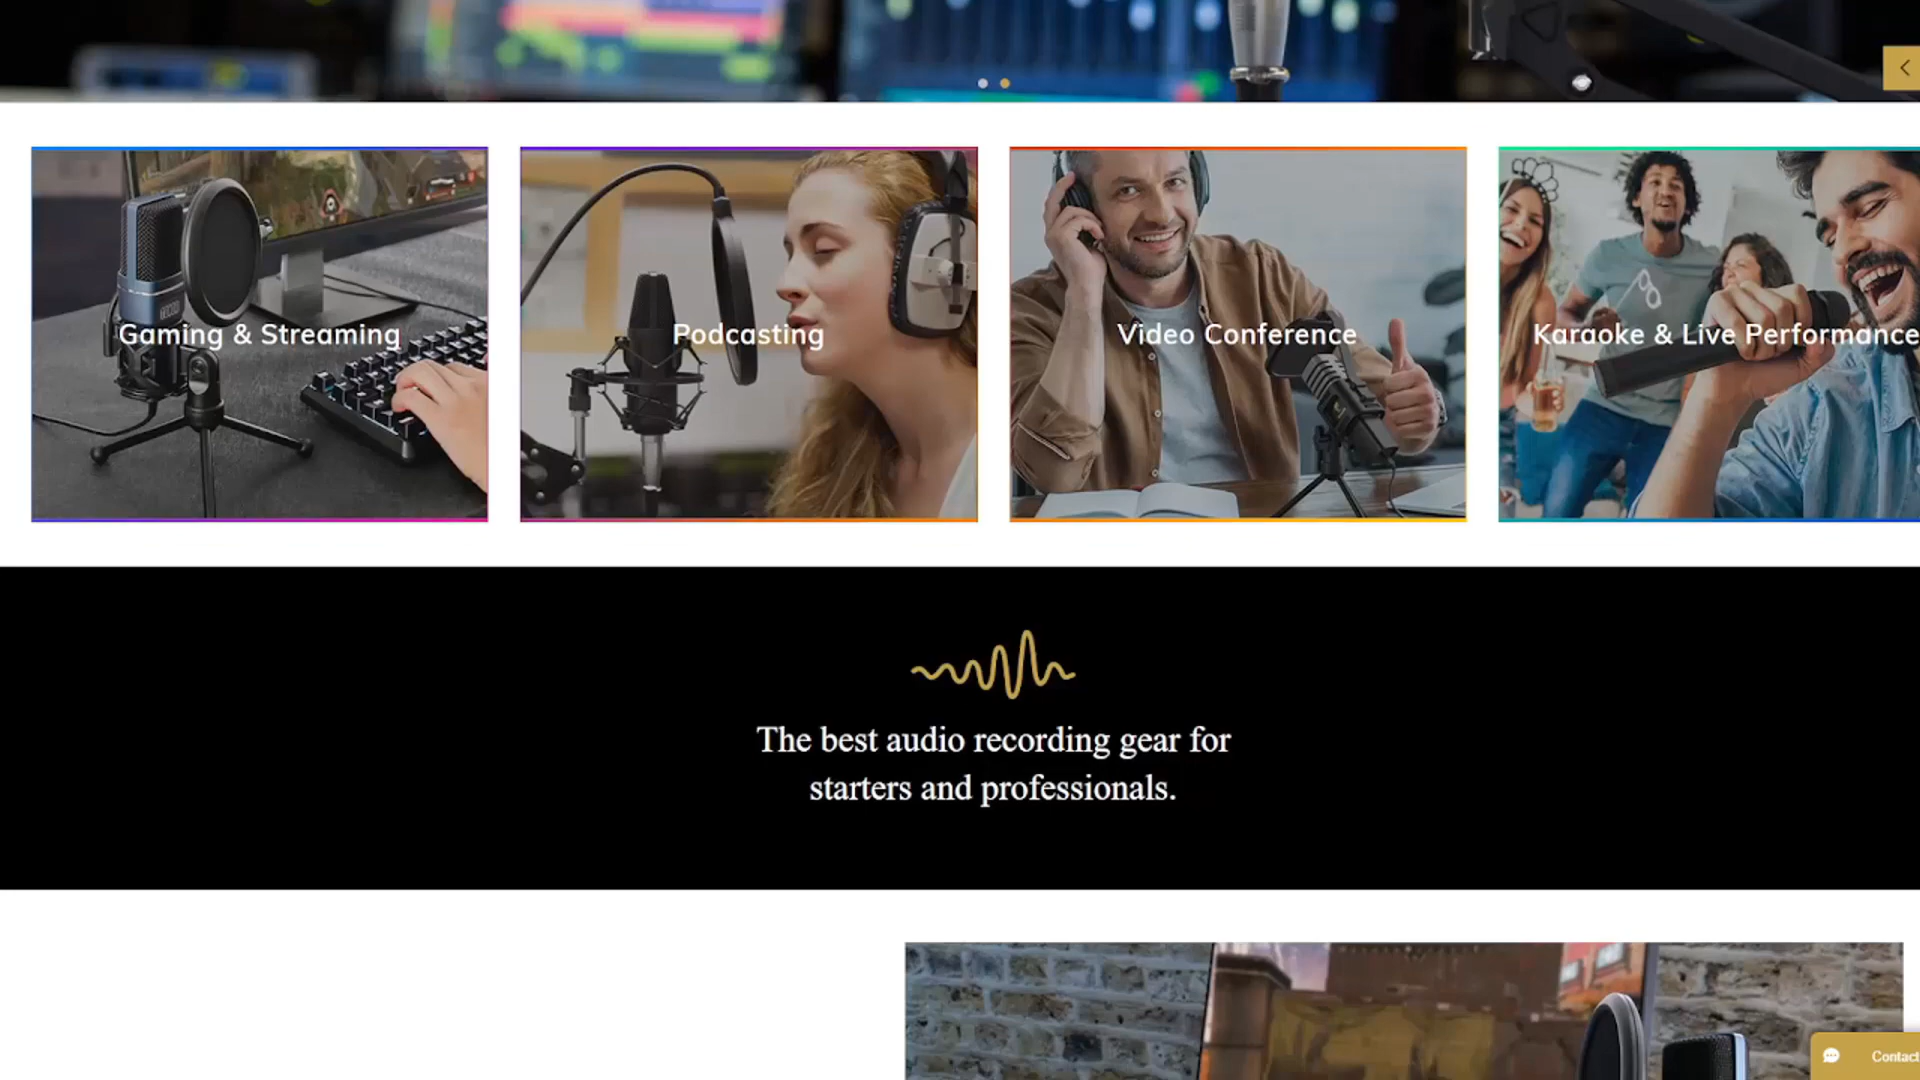 Gaming & Streaming
Podcasting
Video Conference
Karaoke & Live Performance
The best audio recording gear for
starters and professionals.
Contact